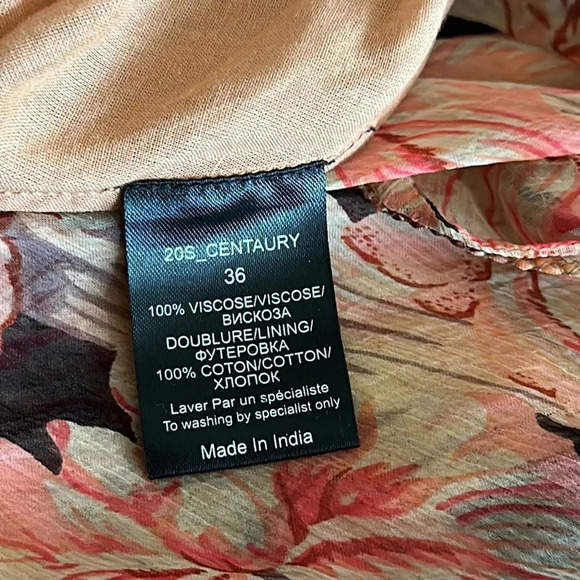 20S_CENTAURY
36
100% VISCOSE/VISCOSE/
ВИСКОЗА
DOUBLURE/LINING/
ФУТЕРОВКА
100% COTON/COTTON/
ХЛОПОК
Laver Par un spécialiste
To washing by specialist only
Made In India